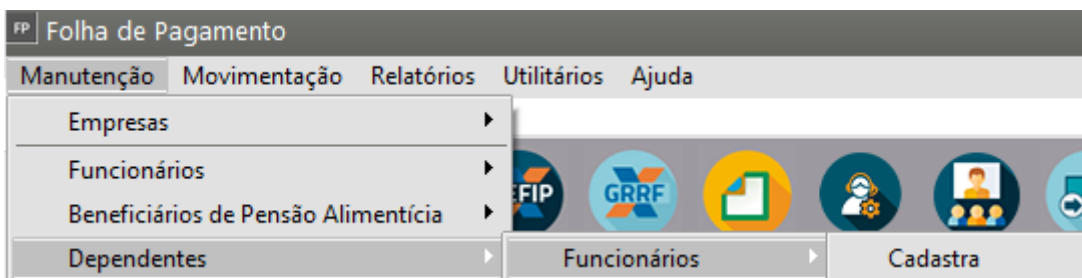 FP Folha de Pagamento
Manutenção Movimentação Relatórios Utilitários Ajuda
Empresas
Funcionários
EFIP GRRF
Beneficiários de Pensão Alimentícia
Dependentes Funcionários Cadastra